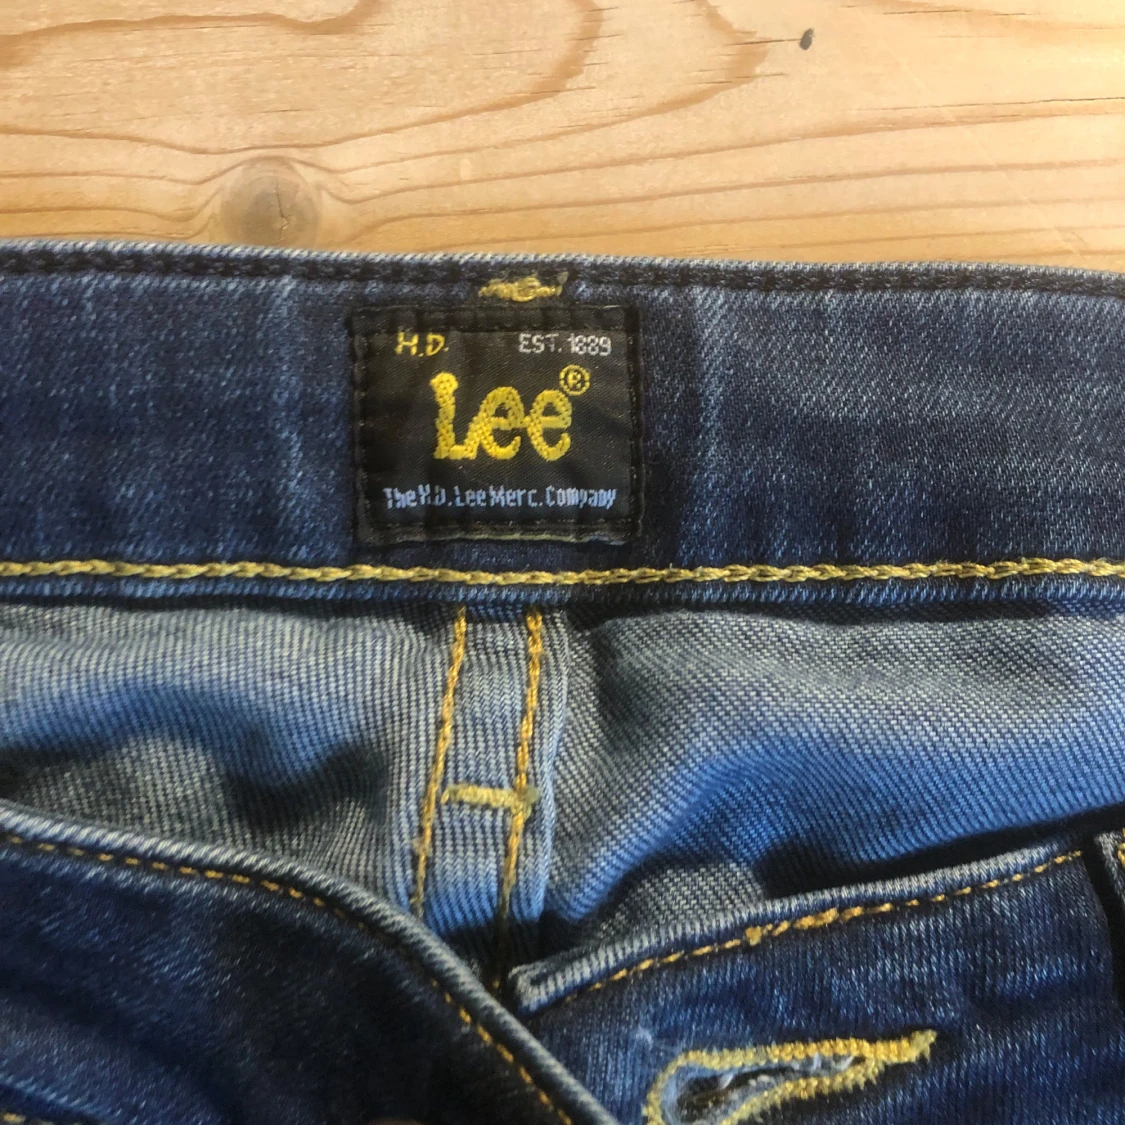 H.D. EST. 1889
Lee®
The H.D. Lee Merc. Company